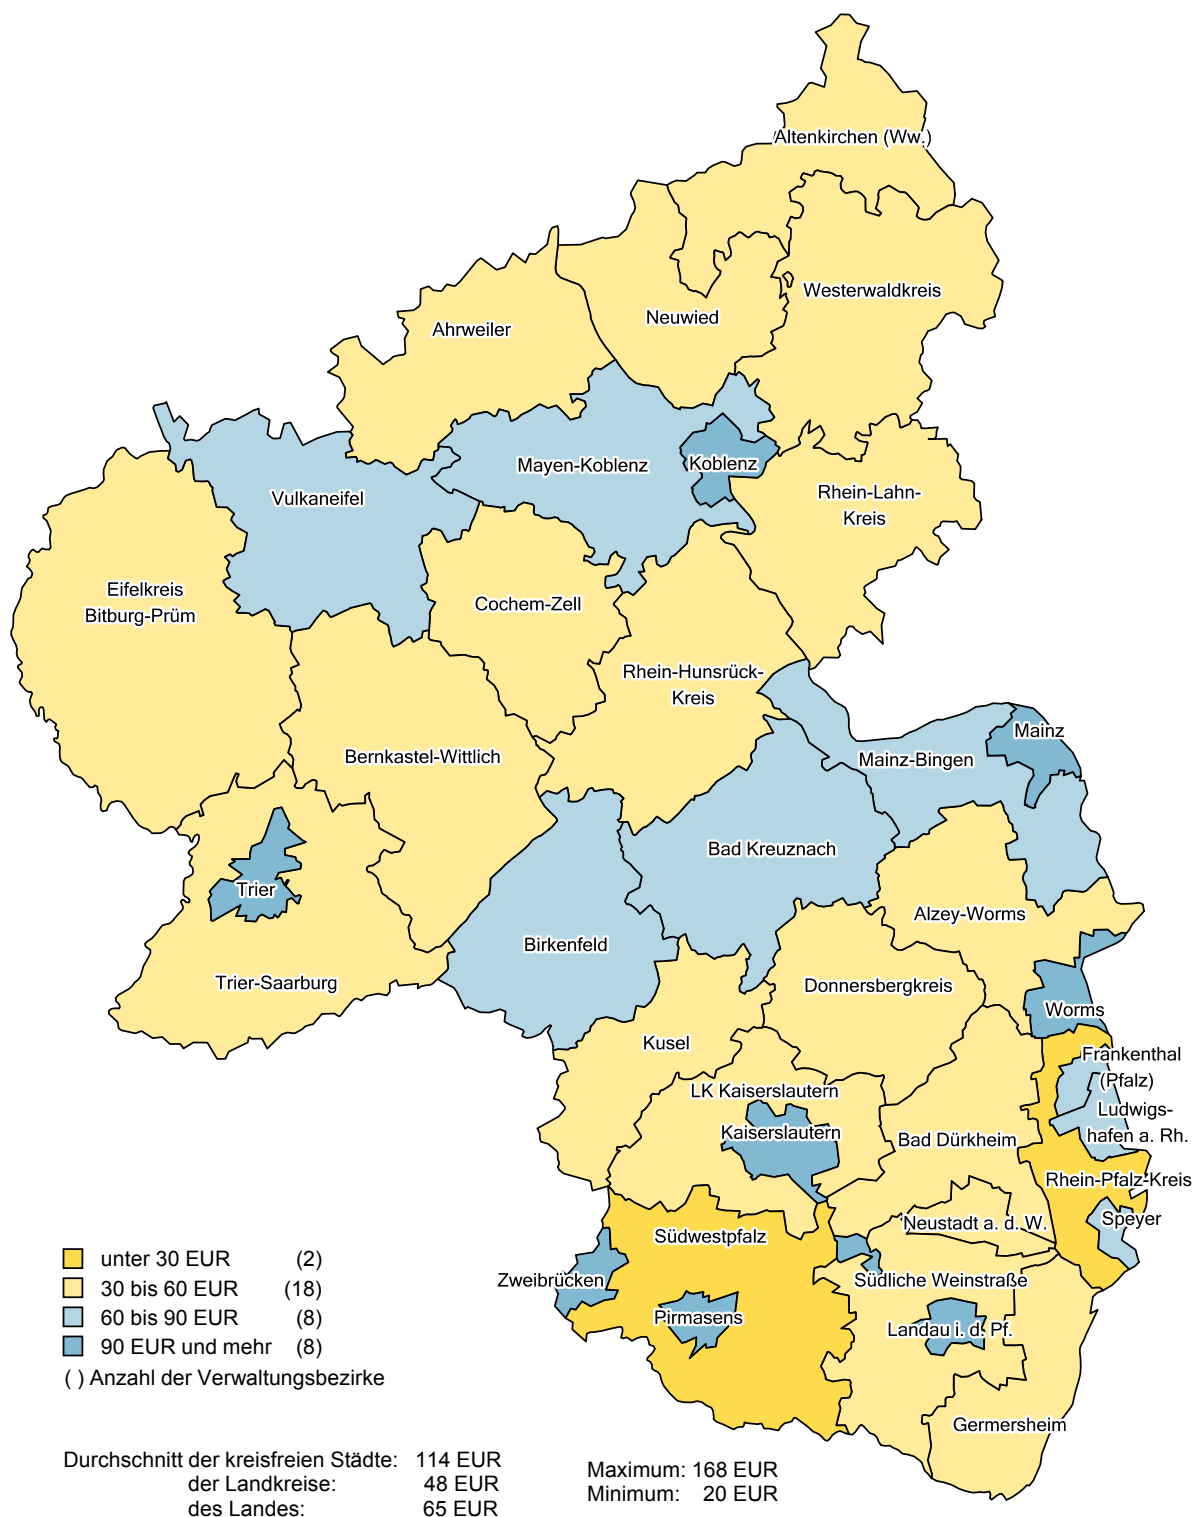 Altenkirchen (Ww.)
Westerwaldkreis
Neuwied
Ahrweiler
Mayen-Koblenz
Koblenz
Vulkaneifel
Rhein-Lahn-
Kreis
Eifelkreis
Bitburg-Prüm
Cochem-Zell
Rhein-Hunsrück-
Kreis
Mainz
Mainz-Bingen
Bernkastel-Wittlich
Bad Kreuznach
Trier
Alzey-Worms
Birkenfeld
Trier-Saarburg
Donnersbergkreis
Worms
Kusel
Frankenthal
(Pfalz)
LK Kaiserslautern
Ludwigs-
hafen a. Rh.
Kaiserslautern
Bad Dürkheim
Rhein-Pfalz-Kreis
Speyer
Neustadt a. d. W.
Südwestpfalz
Zweibrücken
Südliche Weinstraße
Pirmasens
Landau i. d. Pf.
Germersheim
unter 30 EUR (2)
30 bis 60 EUR (18)
60 bis 90 EUR (8)
90 EUR und mehr (8)
( ) Anzahl der Verwaltungsbezirke
Durchschnitt der kreisfreien Städte: 114 EUR
der Landkreise: 48 EUR
des Landes: 65 EUR
Maximum: 168 EUR
Minimum: 20 EUR